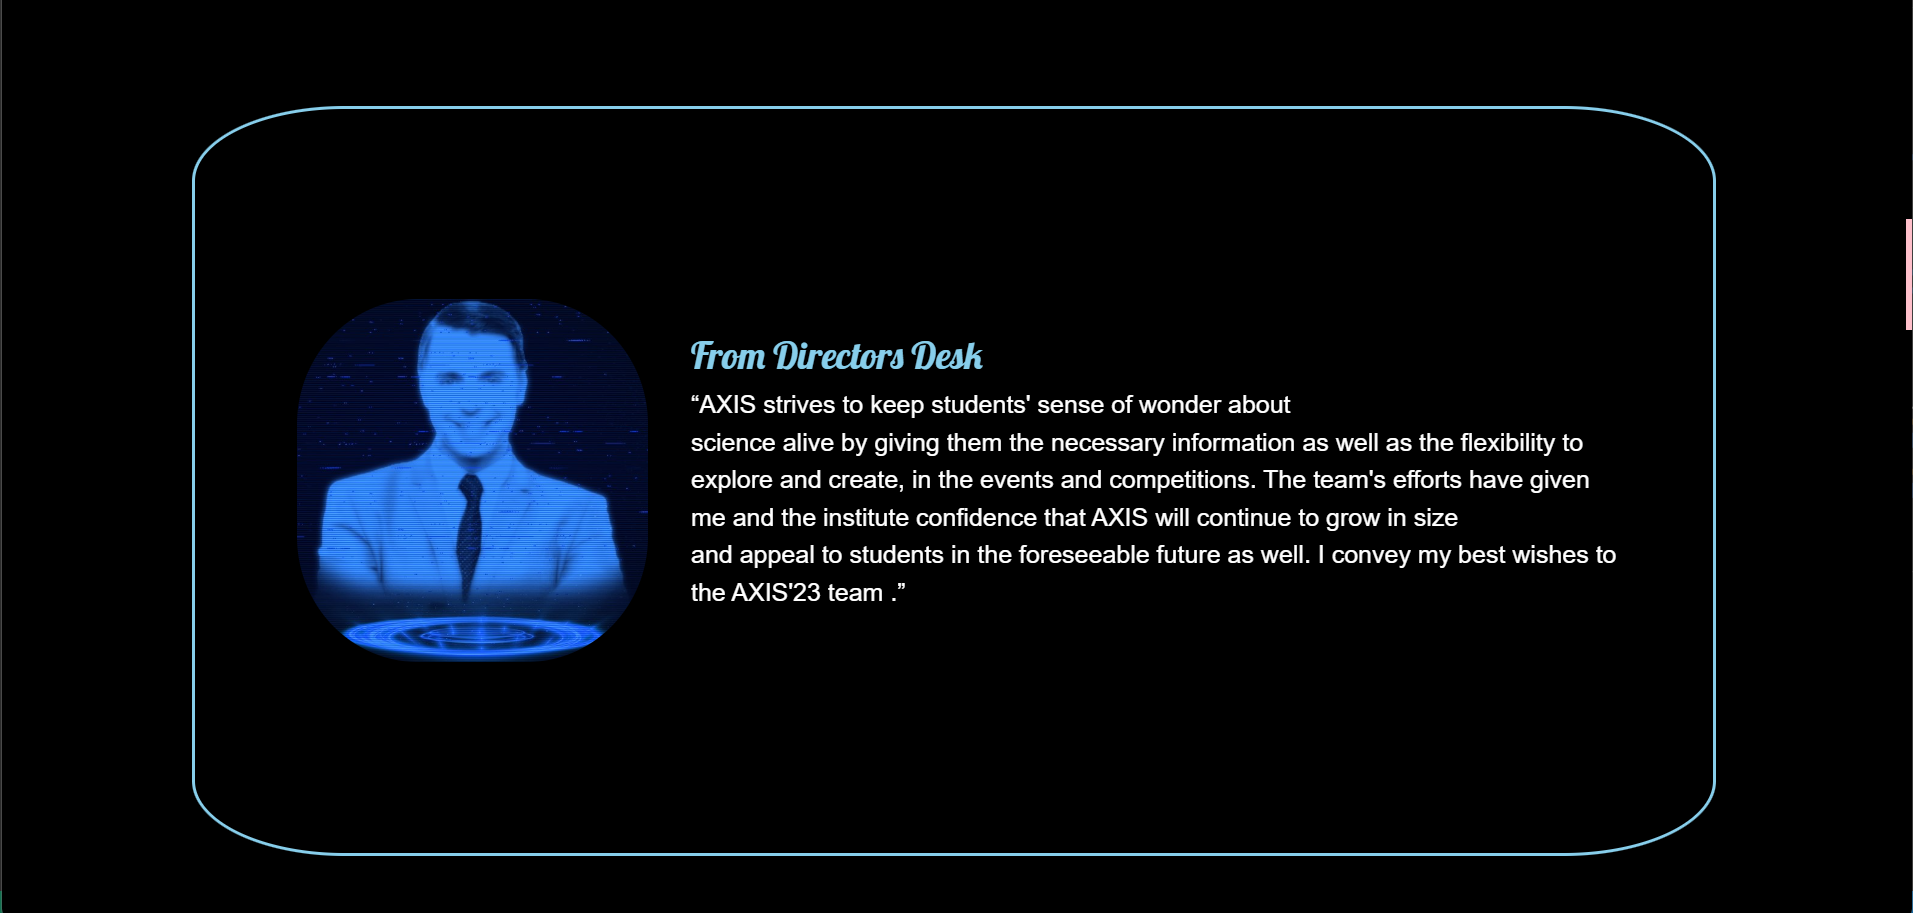 From Directors Desk
“AXIS strives to keep students' sense of wonder about
science alive by giving them the necessary information as well as the flexibility to
explore and create, in the events and competitions. The team's efforts have given
me and the institute confidence that AXIS will continue to grow in size
and appeal to students in the foreseeable future as well. I convey my best wishes to
the AXIS'23 team .”